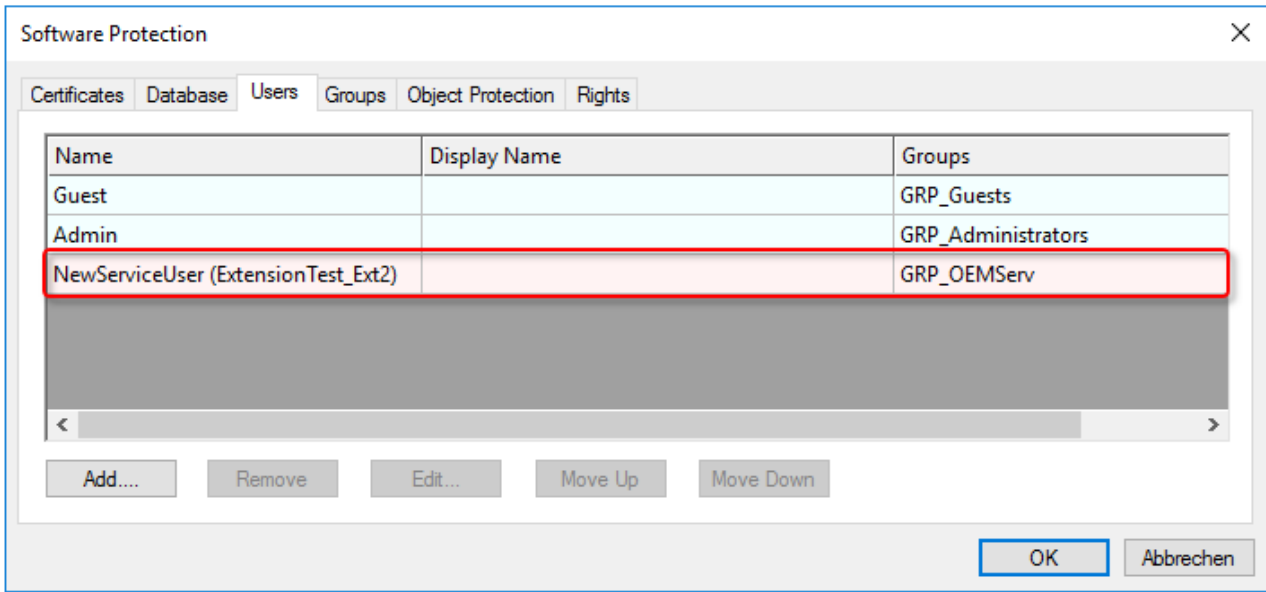 Software Protection
Certificates Database Users Groups Object Protection Rights
Name Display Name Groups
Guest GRP_Guests
Admin GRP_Administrators
NewServiceUser (ExtensionTest_Ext2) GRP_OEMServ
Add.... Remove Edit... Move Up Move Down
OK Abbrechen